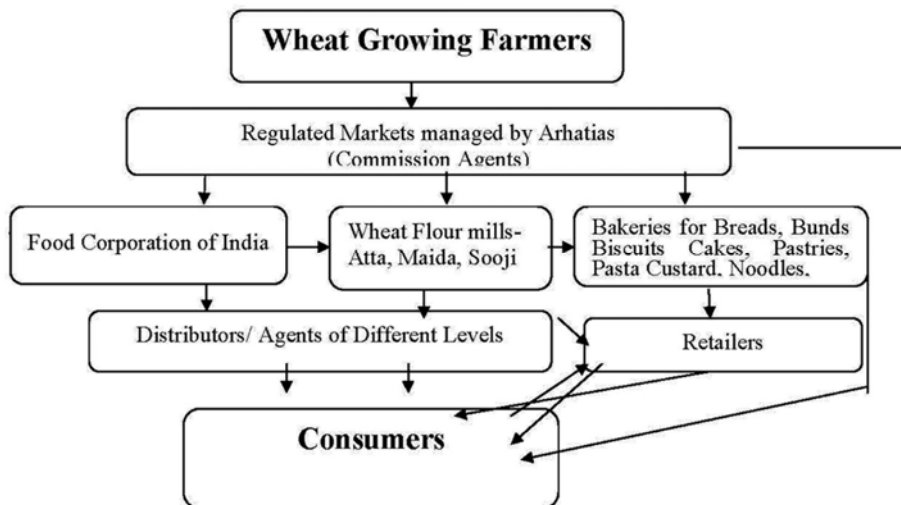 Wheat Growing Farmers
Regulated Markets managed by Arhatias
(Commission Agents)
Food Corporation of India
Wheat Flour mills-
Atta, Maida, Sooji
Bakeries for Breads, Bunds
Biscuits Cakes, Pastries,
Pasta Custard, Noodles.
Distributors/ Agents of Different Levels
Retailers
Consumers